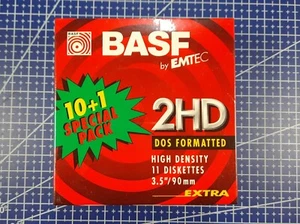 BASF
by EMTEC
10+1
SPECIAL
PACK
2HD
DOS FORMATTED
HIGH DENSITY
11 DISKETTES
3.5"/90mm
EXTRA